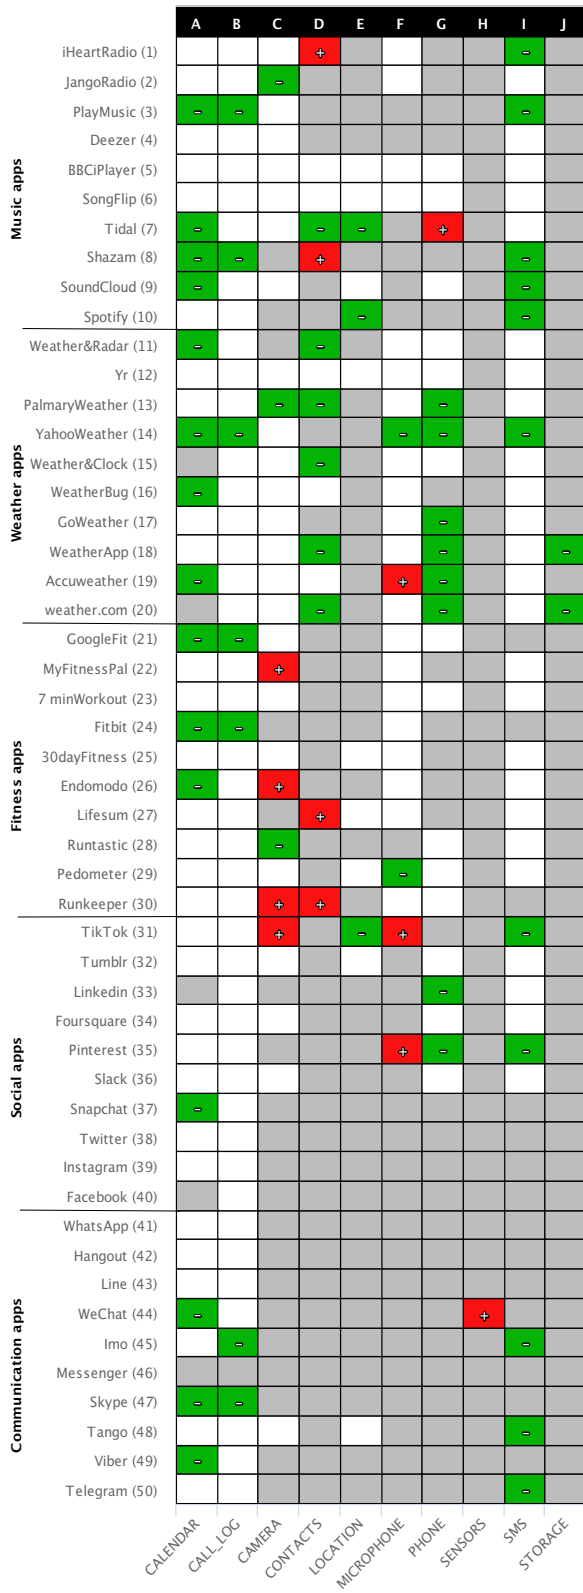 A B C D E F G H I J
Music apps
iHeartRadio (1) + -
JangoRadio (2) -
PlayMusic (3) - - -
Deezer (4)
BBCiPlayer (5)
SongFlip (6)
Tidal (7) - - - +
Shazam (8) - - + -
SoundCloud (9) - -
Spotify (10) - -
Weather apps
Weather&Radar (11) - -
Yr (12)
PalmaryWeather (13) - - -
YahooWeather (14) - - - - -
Weather&Clock (15) -
WeatherBug (16) -
GoWeather (17) -
WeatherApp (18) - - -
Accuweather (19) - + -
weather.com (20) - - -
Fitness apps
GoogleFit (21) - -
MyFitnessPal (22) +
7 minWorkout (23)
Fitbit (24) - -
30dayFitness (25)
Endomodo (26) - +
Lifesum (27) +
Runtastic (28) -
Pedometer (29) -
Runkeeper (30) + +
Social apps
TikTok (31) + - + -
Tumblr (32)
Linkedin (33) -
Foursquare (34)
Pinterest (35) + - -
Slack (36)
Snapchat (37) -
Twitter (38)
Instagram (39)
Facebook (40)
Communication apps
WhatsApp (41)
Hangout (42)
Line (43)
WeChat (44) - +
Imo (45) - -
Messenger (46)
Skype (47) - -
Tango (48) -
Viber (49) -
Telegram (50) -
CALENDAR
CALL_LOG
CAMERA
CONTACTS
LOCATION
MICROPHONE
PHONE
SENSORS
SMS
STORAGE